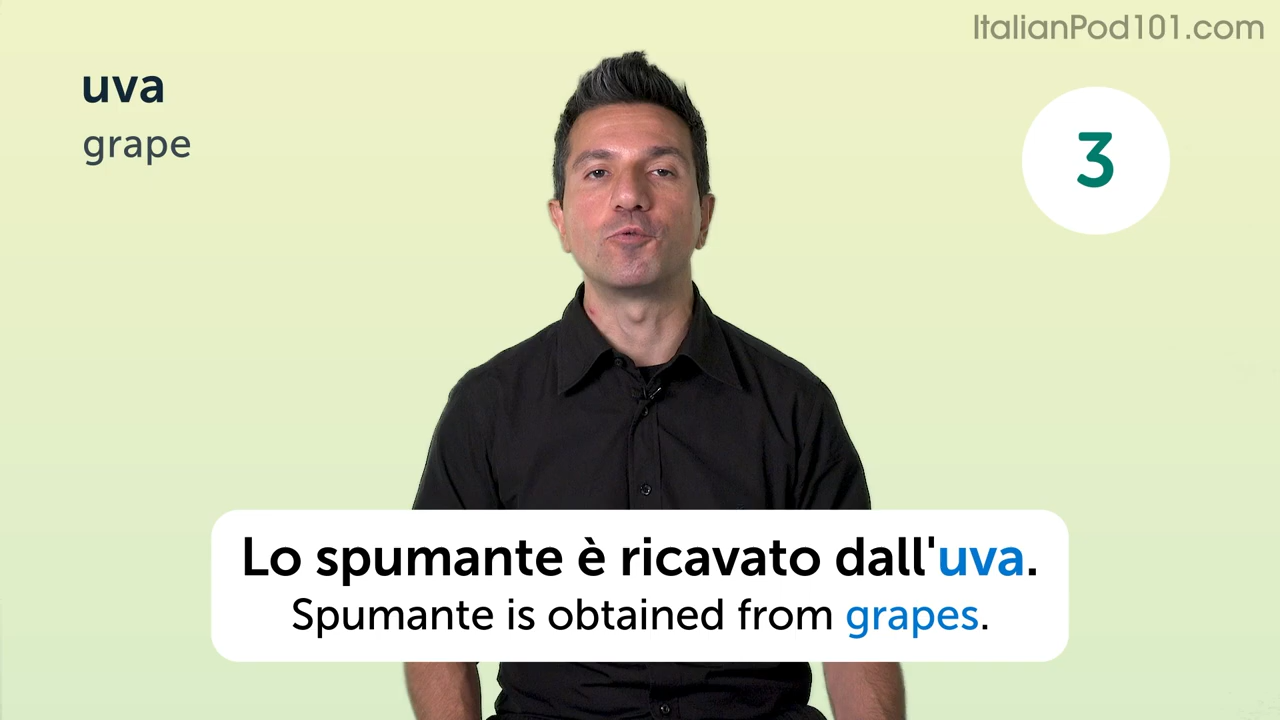 ItalianPod101.com
uva
grape
3
Lo spumante è ricavato dall'uva.
Spumante is obtained from grapes.